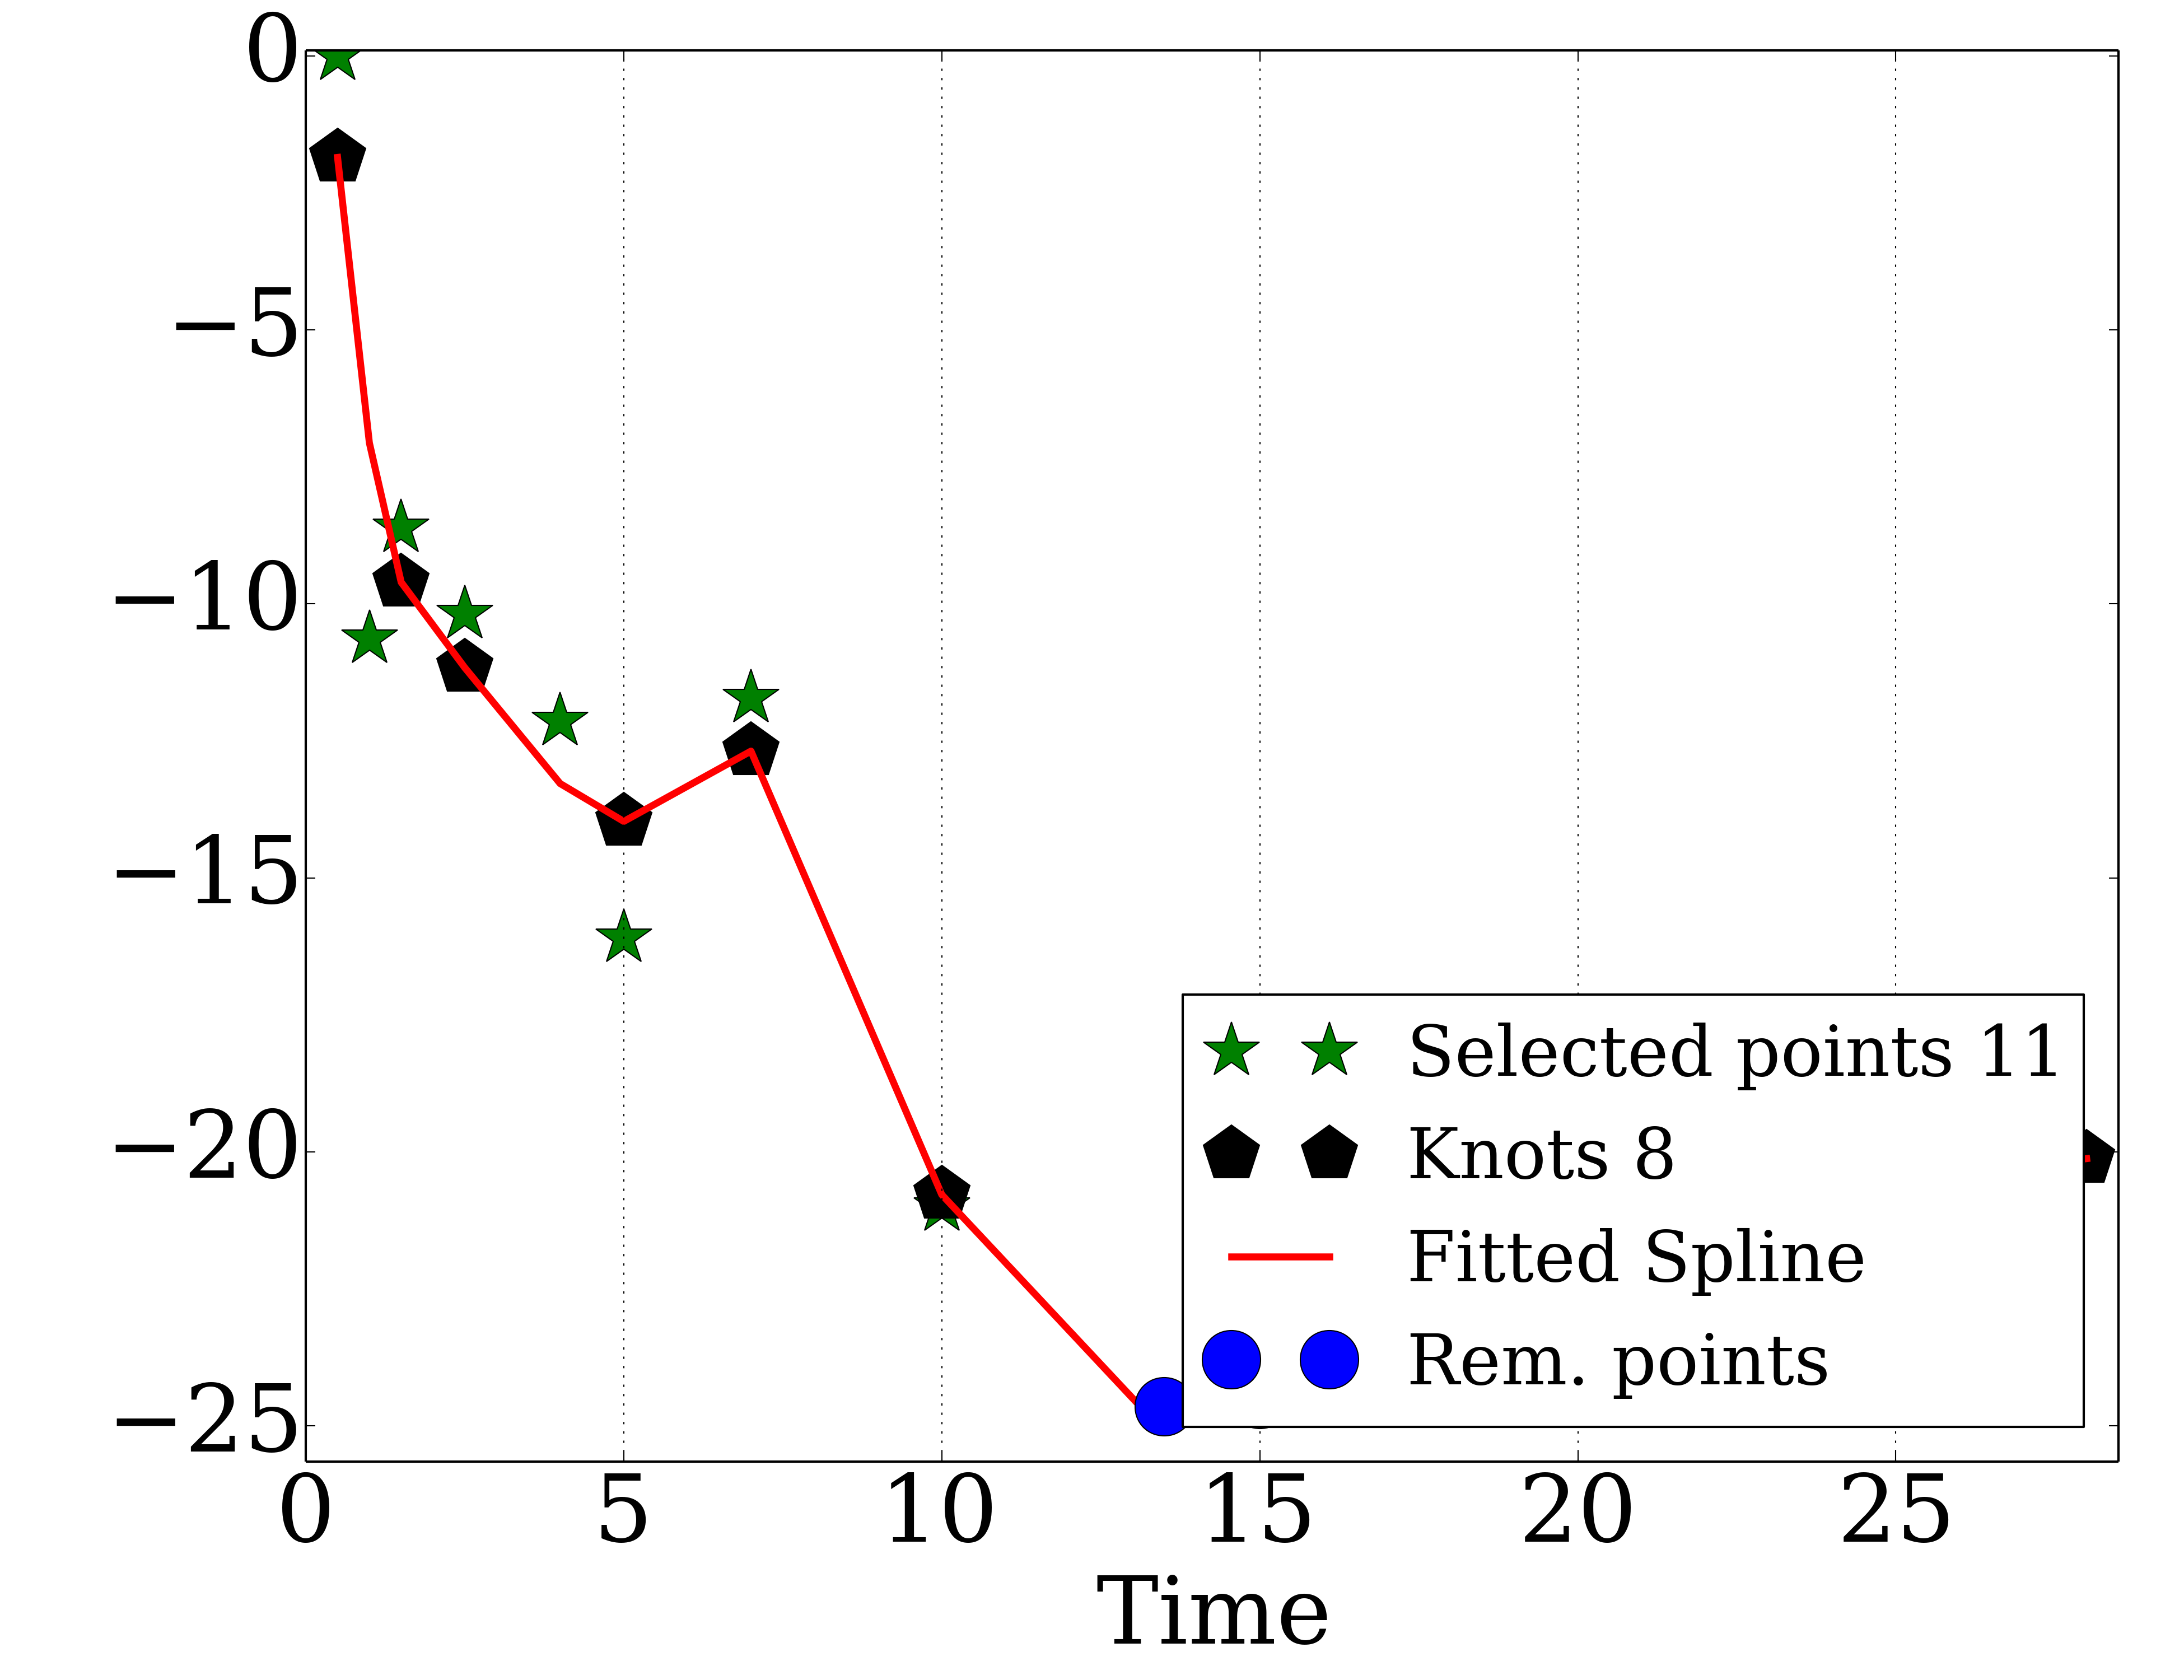 0
−5
−10
−15
−20
−25
0 5 10 15 20 25
Time
Selected points 11
Knots 8
Fitted Spline
Rem. points